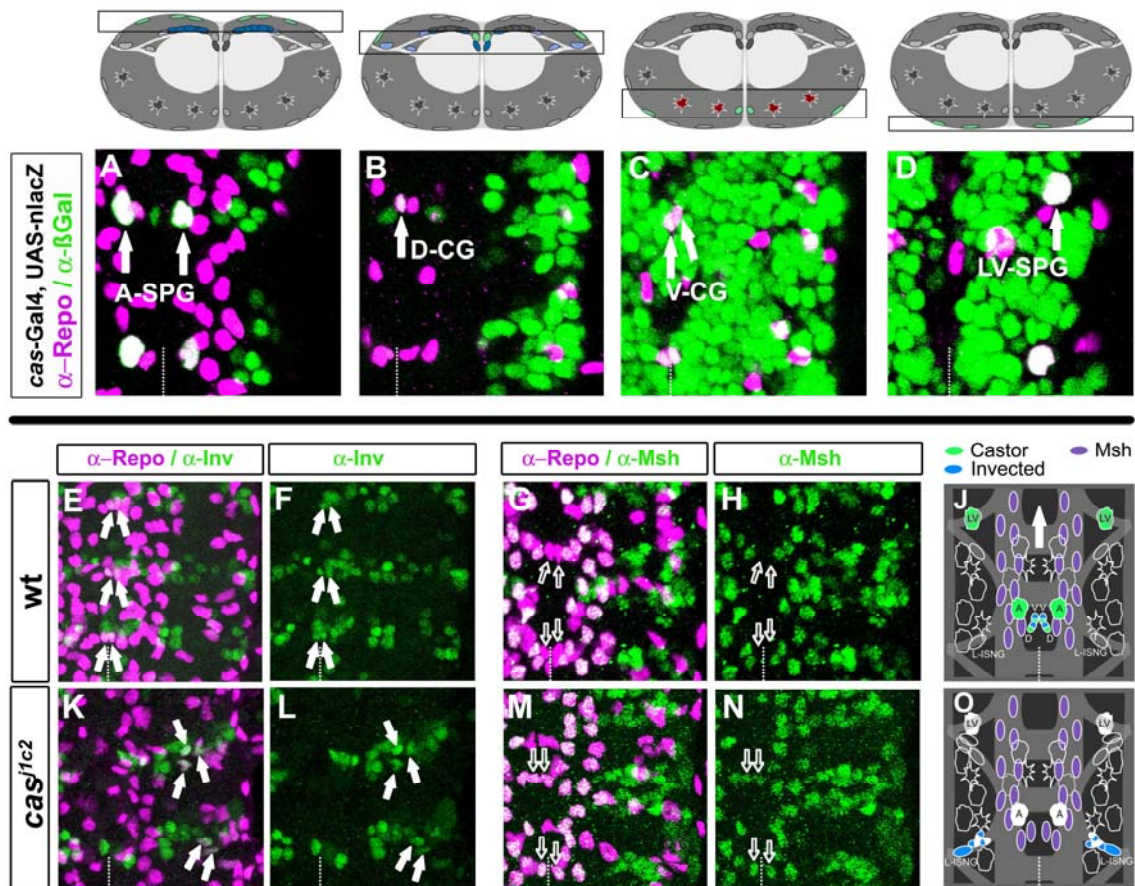 cas-Gal4, UAS-nlacZ
α–Repo / α-ßGal
A
A-SPG
B
D-CG
C
V-CG
D
LV-SPG
α–Repo / α-Inv
α-Inv
α–Repo / α-Msh
α-Msh
Castor
Msh
Invected
wt
E
F
G
H
J
LV
LV
A
A
D
D
L-ISNG
L-ISNG
cas j1c2
K
L
M
N
O
LV
LV
A
A
L-ISNG
L-ISNG